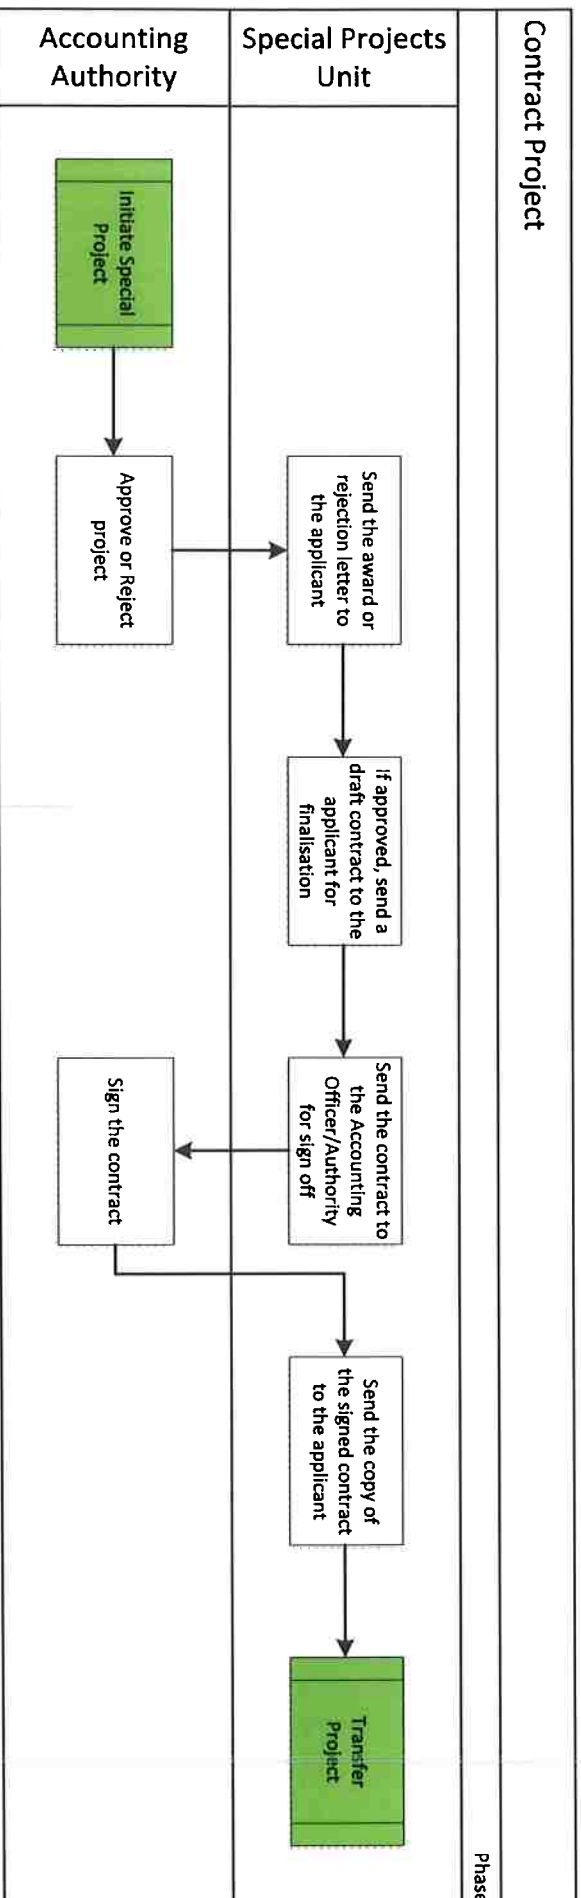 Contract Project
Phase
Special Projects
Unit
Accounting
Authority
Initiate Special
Project
Approve or Reject
project
Send the award or
rejection letter to
the applicant
If approved, send a
draft contract to the
applicant for
finalisation
Send the contract to
the Accounting
Officer/Authority
for sign off
Sign the contract
Send the copy of
the signed contract
to the applicant
Transfer
Project